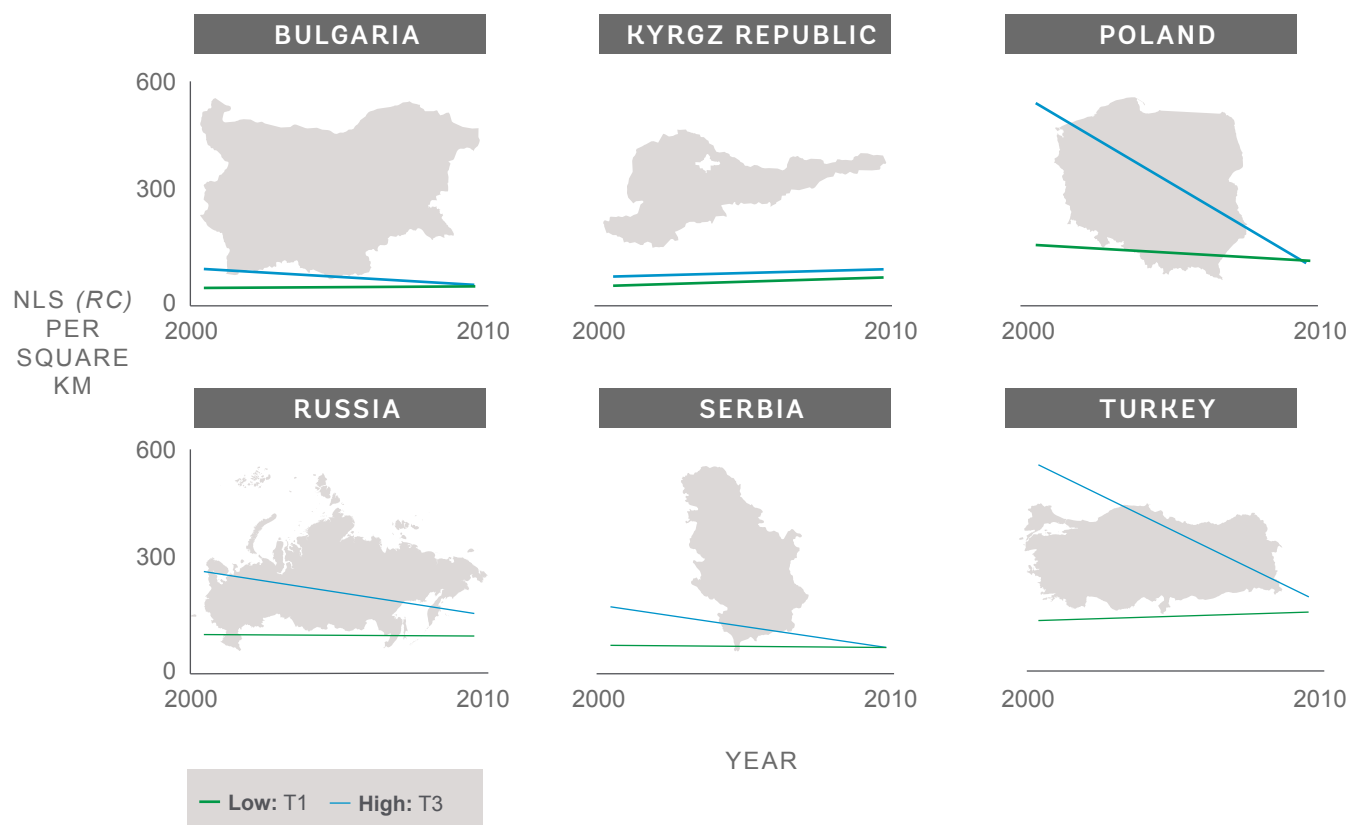 BULGARIA
KYRGZ REPUBLIC
POLAND
600
300
0
NLS (RC)
PER
SQUARE
KM
2000
2010
2000
2010
2000
2010
RUSSIA
SERBIA
TURKEY
600
300
0
2000
2010
2000
2010
2000
2010
YEAR
Low: T1
High: T3